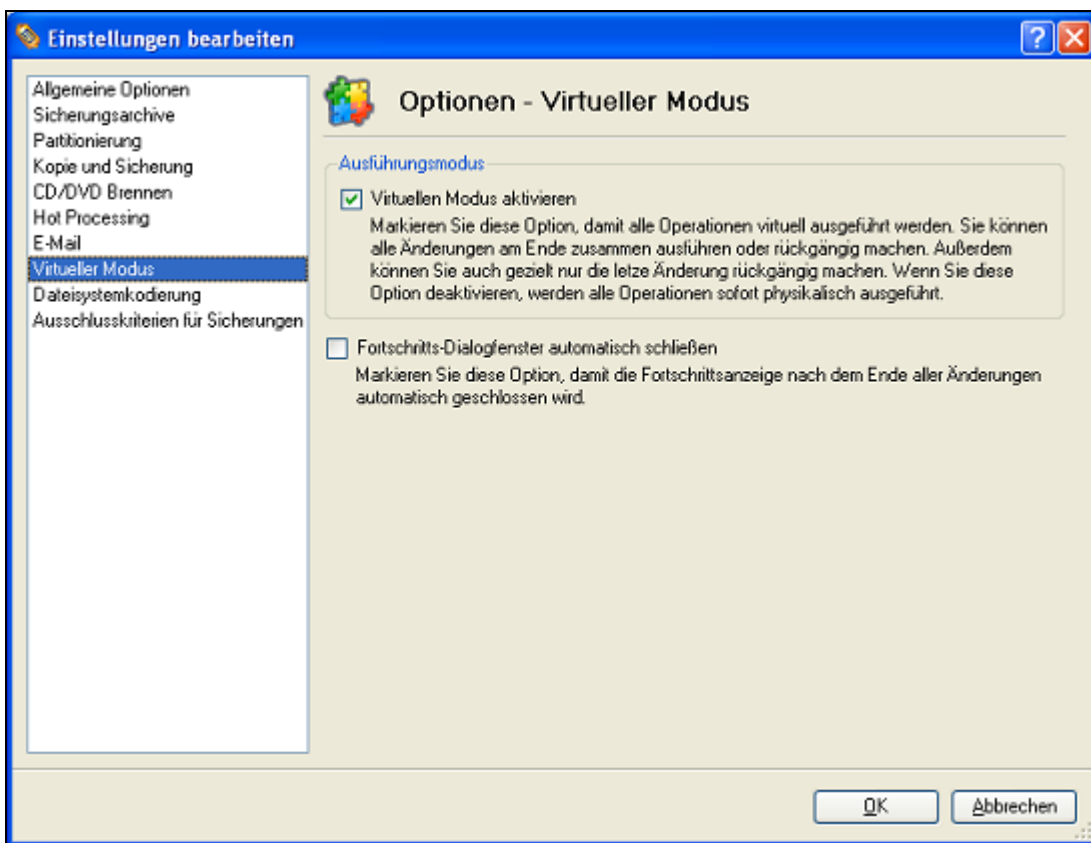 Einstellungen bearbeiten
Allgemeine Optionen
Sicherungsarchive
Partitionierung
Kopie und Sicherung
CD/DVD Brennen
Hot Processing
E-Mail
Virtueller Modus
Dateisystemkodierung
Ausschlusskriterien für Sicherungen
Optionen - Virtueller Modus
Ausführungsmodus
Virtuellen Modus aktivieren
Markieren Sie diese Option, damit alle Operationen virtuell ausgeführt werden. Sie können
alle Änderungen am Ende zusammen ausführen oder rückgängig machen. Außerdem
können Sie auch gezielt nur die letze Änderung rückgängig machen. Wenn Sie diese
Option deaktivieren, werden alle Operationen sofort physikalisch ausgeführt.
Fortschritts-Dialogfenster automatisch schließen
Markieren Sie diese Option, damit die Fortschrittsanzeige nach dem Ende aller Änderungen
automatisch geschlossen wird.
OK
Abbrechen